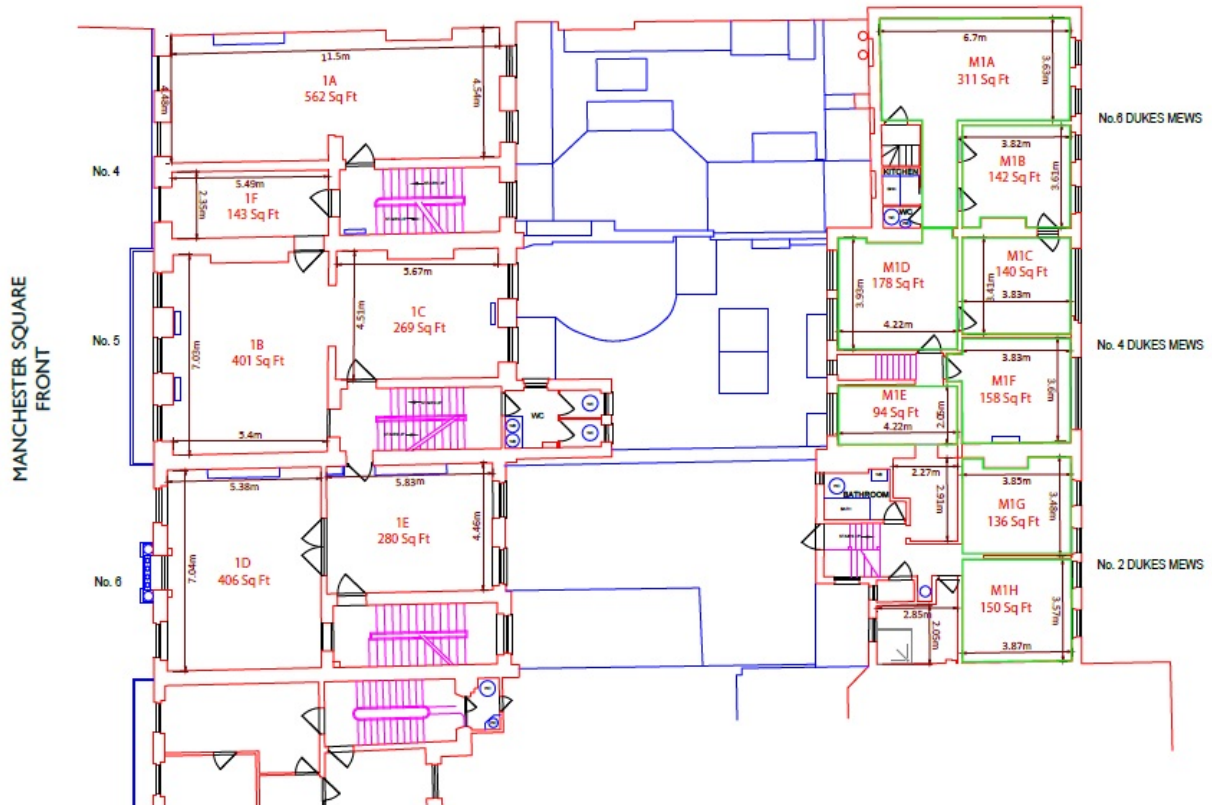 MANCHESTER SQUARE
FRONT
No. 4
No. 5
No. 6
11.5m
1A
562 Sq Ft
4.48m
4.54m
5.49m
1F
143 Sq Ft
2.35m
5.67m
1C
269 Sq Ft
4.51m
1B
401 Sq Ft
7.03m
5.4m
WC
5.38m
1D
406 Sq Ft
7.04m
5.83m
1E
280 Sq Ft
4.46m
6.7m
M1A
311 Sq Ft
3.63m
No.6 DUKES MEWS
3.82m
M1B
142 Sq Ft
3.61m
KITCHEN
WC
M1C
140 Sq Ft
3.41m
3.83m
M1D
178 Sq Ft
3.93m
4.22m
No. 4 DUKES MEWS
3.83m
M1F
158 Sq Ft
3.6m
M1E
94 Sq Ft
4.22m
2.05m
2.27m
2.91m
BATHROOM
3.85m
M1G
136 Sq Ft
3.48m
No. 2 DUKES MEWS
M1H
150 Sq Ft
3.57m
3.87m
2.85m
2.05m